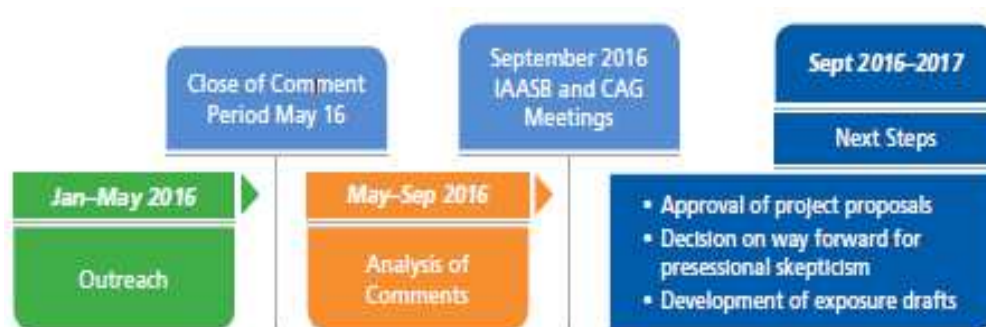 Close of Comment
Period May 16
September 2016
IAASB and CAG
Meetings
Sept 2016–2017
Next Steps
Jan–May 2016
Outreach
May–Sep 2016
Analysis of
Comments
• Approval of project proposals
• Decision on way forward for
presessional skepticism
• Development of exposure drafts